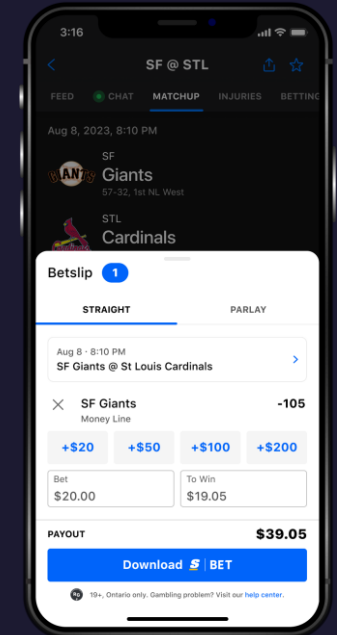 3:16
SF @ STL
FEED CHAT MATCHUP INJURIES BETTING
Aug 8, 2023, 8:10 PM
SF
GIANTS Giants
57-32, 1st NL West
STL
Cardinals
Betslip 1
STRAIGHT PARLAY
Aug 8 · 8:10 PM
SF Giants @ St Louis Cardinals
SF Giants -105
Money Line
+$20 +$50 +$100 +$200
Bet To Win
$20.00 $19.05
PAYOUT $39.05
Download S | BET
RG 19+, Ontario only. Gambling problem? Visit our help center.